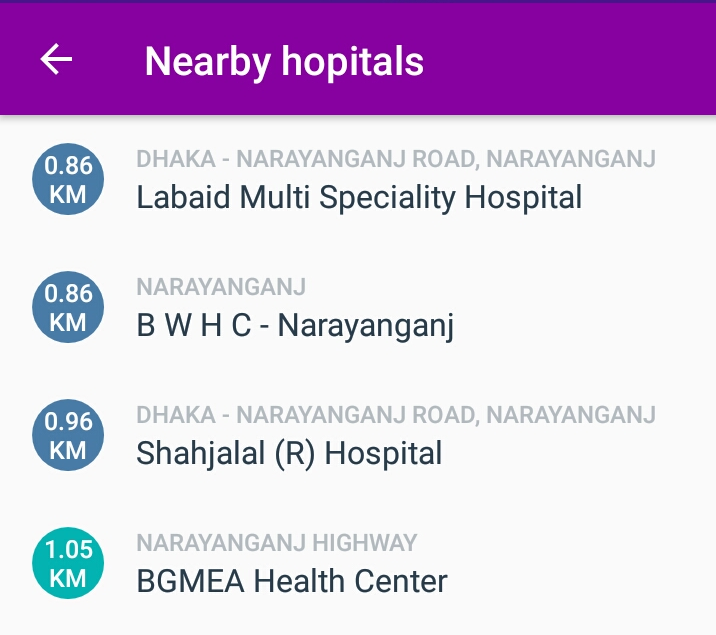 Nearby hopitals
0.86
KM
DHAKA - NARAYANGANJ ROAD, NARAYANGANJ
Labaid Multi Speciality Hospital
0.86
KM
NARAYANGANJ
B W H C - Narayanganj
0.96
KM
DHAKA - NARAYANGANJ ROAD, NARAYANGANJ
Shahjalal (R) Hospital
1.05
KM
NARAYANGANJ HIGHWAY
BGMEA Health Center